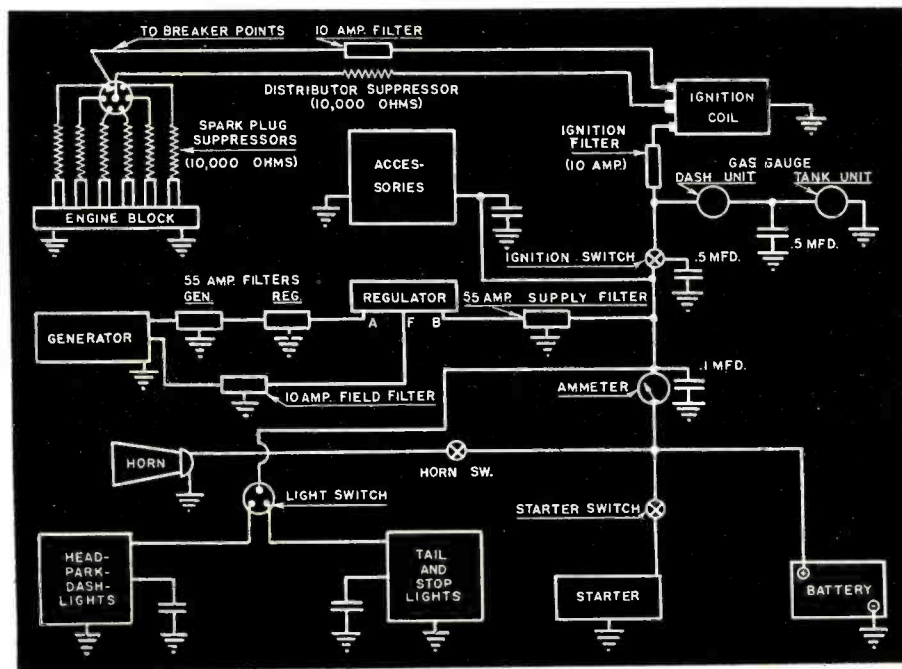 TO BREAKER POINTS
10 AMP. FILTER
DISTRIBUTOR SUPPRESSOR
(10,000 OHMS)
IGNITION
COIL
SPARK PLUG
SUPPRESSORS
(10,000 OHMS)
IGNITION
FILTER
(10 AMP.)
ACCES-
SORIES
GAS GAUGE
DASH UNIT
TANK UNIT
ENGINE BLOCK
.5 MFD.
IGNITION SWITCH
.5 MFD.
55 AMP. FILTERS
GEN.
REG.
REGULATOR
A F B
55 AMP. SUPPLY FILTER
GENERATOR
10 AMP. FIELD FILTER
AMMETER
.1 MFD.
HORN
HORN SW.
LIGHT SWITCH
STARTER SWITCH
HEAD-
PARK-
DASH-
LIGHTS
TAIL
AND
STOP
LIGHTS
STARTER
+
BATTERY
-